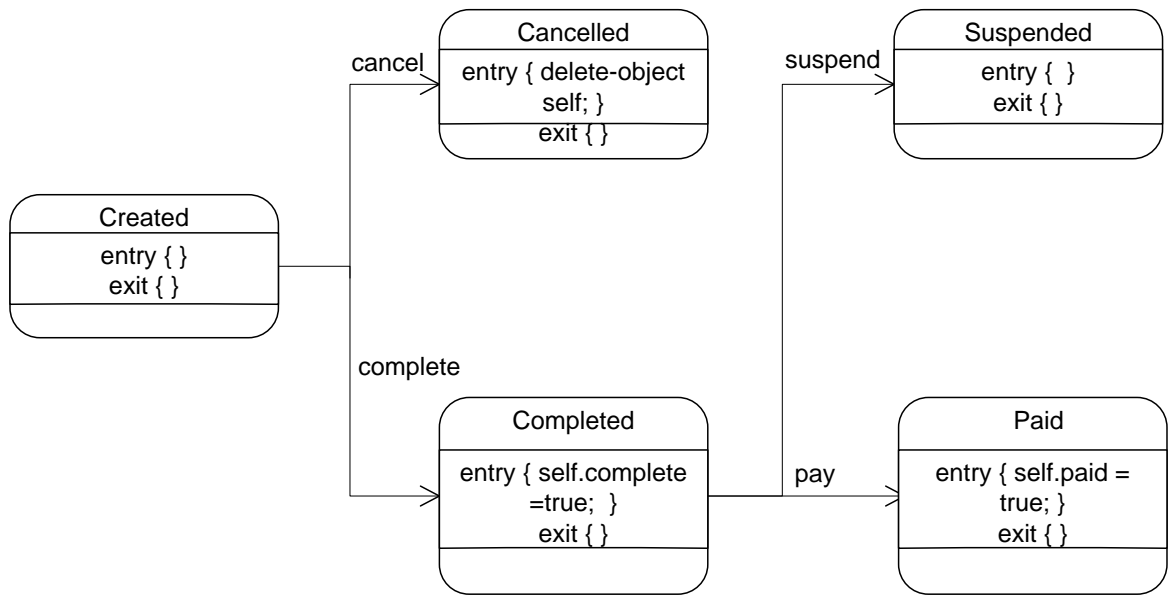 Cancelled
cancel
entry { delete-object
self; }
exit { }
Suspended
suspend
entry {  }
exit { }
Created
entry { }
exit { }
complete
Completed
entry { self.complete
=true;  }
exit { }
pay
Paid
entry { self.paid =
true; }
exit { }